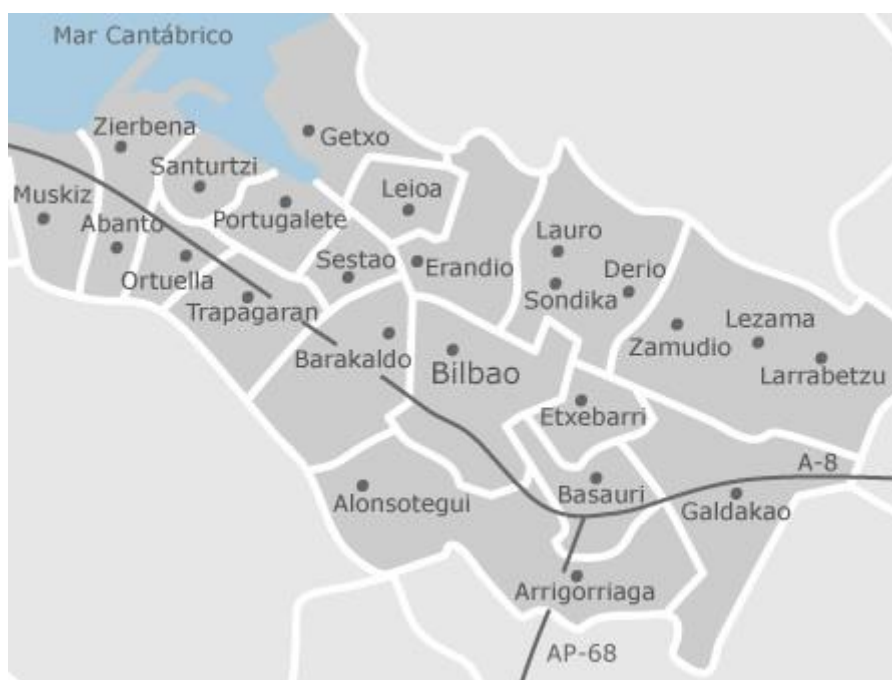 Mar Cantábrico
Zierbena
Getxo
Santurtzi
Muskiz
Leioa
Abanto
Portugalete
Lauro
Sestao
Erandio
Derio
Ortuella
Sondika
Trapagaran
Lezama
Zamudio
Barakaldo
Bilbao
Larrabetzu
Etxebarri
A-8
Alonsotegui
Basauri
Galdakao
Arrigorriaga
AP-68